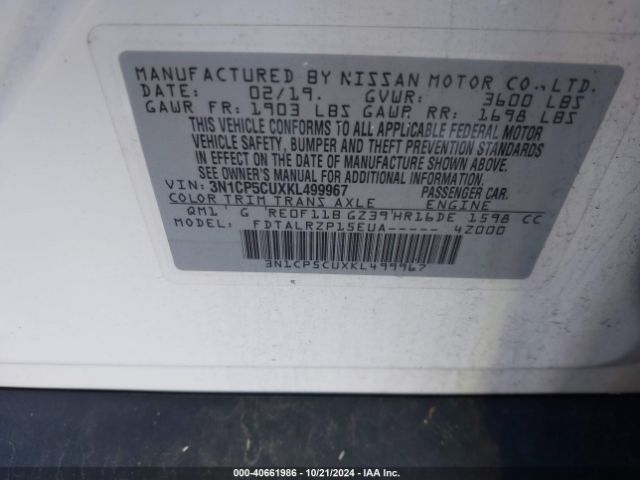 MANUFACTURED BY NISSAN MOTOR CO., LTD.
DATE: 02/19. GVWR: 3600 LBS
GAWR FR: 1903 LBS GAWR RR: 1698 LBS
THIS VEHICLE CONFORMS TO ALL APPLICABLE FEDERAL MOTOR
VEHICLE SAFETY, BUMPER AND THEFT PREVENTION STANDARDS
IN EFFECT ON THE DATE OF MANUFACTURE SHOWN ABOVE.
SEE OWNER'S MANUAL FOR ADDITIONAL INFORMATION.
VIN: 3N1CP5CUXKL499967 PASSENGER CAR.
COLOR TRIM TRANS AXLE ENGINE
QM1 G RE0F11B GZ39 HR16DE 1598 CC
MODEL: FDTALRZP15EUA----- 4Z000
3N1CP5CUXKL499967
000-40661986 | 10/21/2024 | IAA Inc.